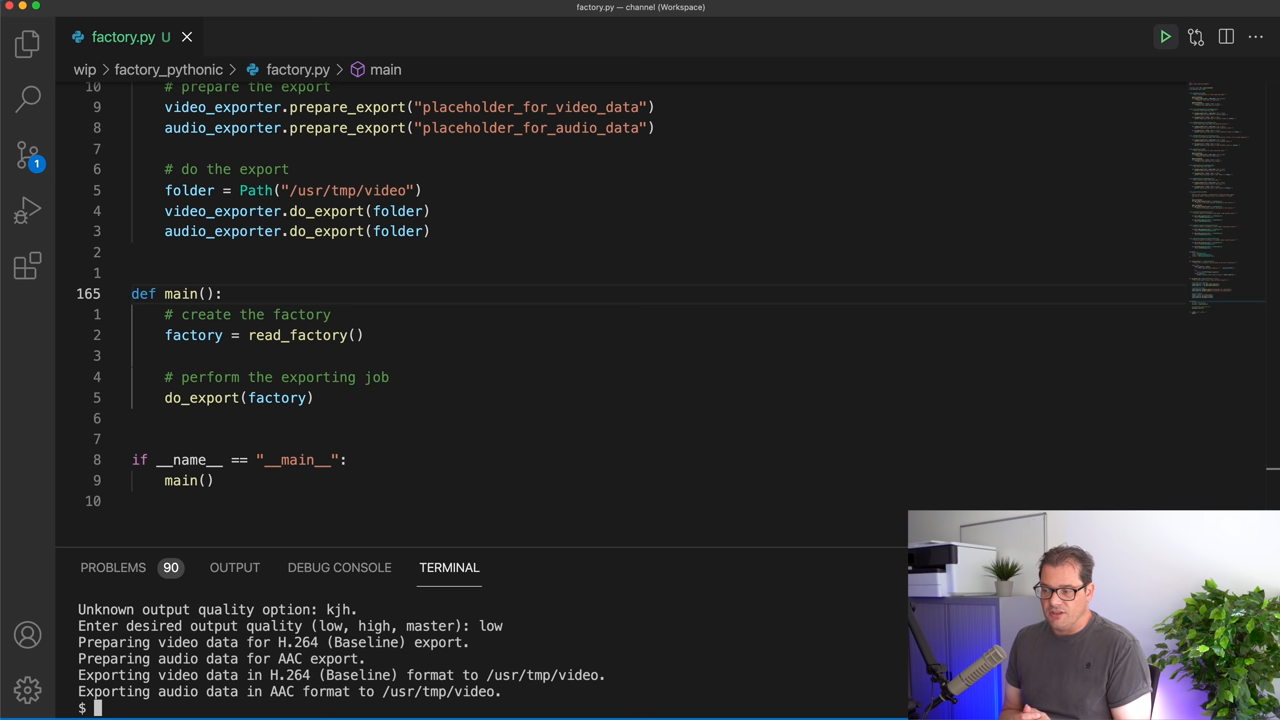 factory.py — channel (Workspace)
factory.py U
wip > factory_pythonic > factory.py > main
10 # prepare the export
9 video_exporter.prepare_export("placeholder_for_video_data")
8 audio_exporter.prepare_export("placeholder_for_audio_data")
7
6 # do the export
5 folder = Path("/usr/tmp/video")
4 video_exporter.do_export(folder)
3 audio_exporter.do_export(folder)
2
1
165 def main():
1 # create the factory
2 factory = read_factory()
3
4 # perform the exporting job
5 do_export(factory)
6
7
8 if __name__ == "__main__":
9 main()
10
1
PROBLEMS 90 OUTPUT DEBUG CONSOLE TERMINAL
Unknown output quality option: kjh.
Enter desired output quality (low, high, master): low
Preparing video data for H.264 (Baseline) export.
Preparing audio data for AAC export.
Exporting video data in H.264 (Baseline) format to /usr/tmp/video.
Exporting audio data in AAC format to /usr/tmp/video.
$